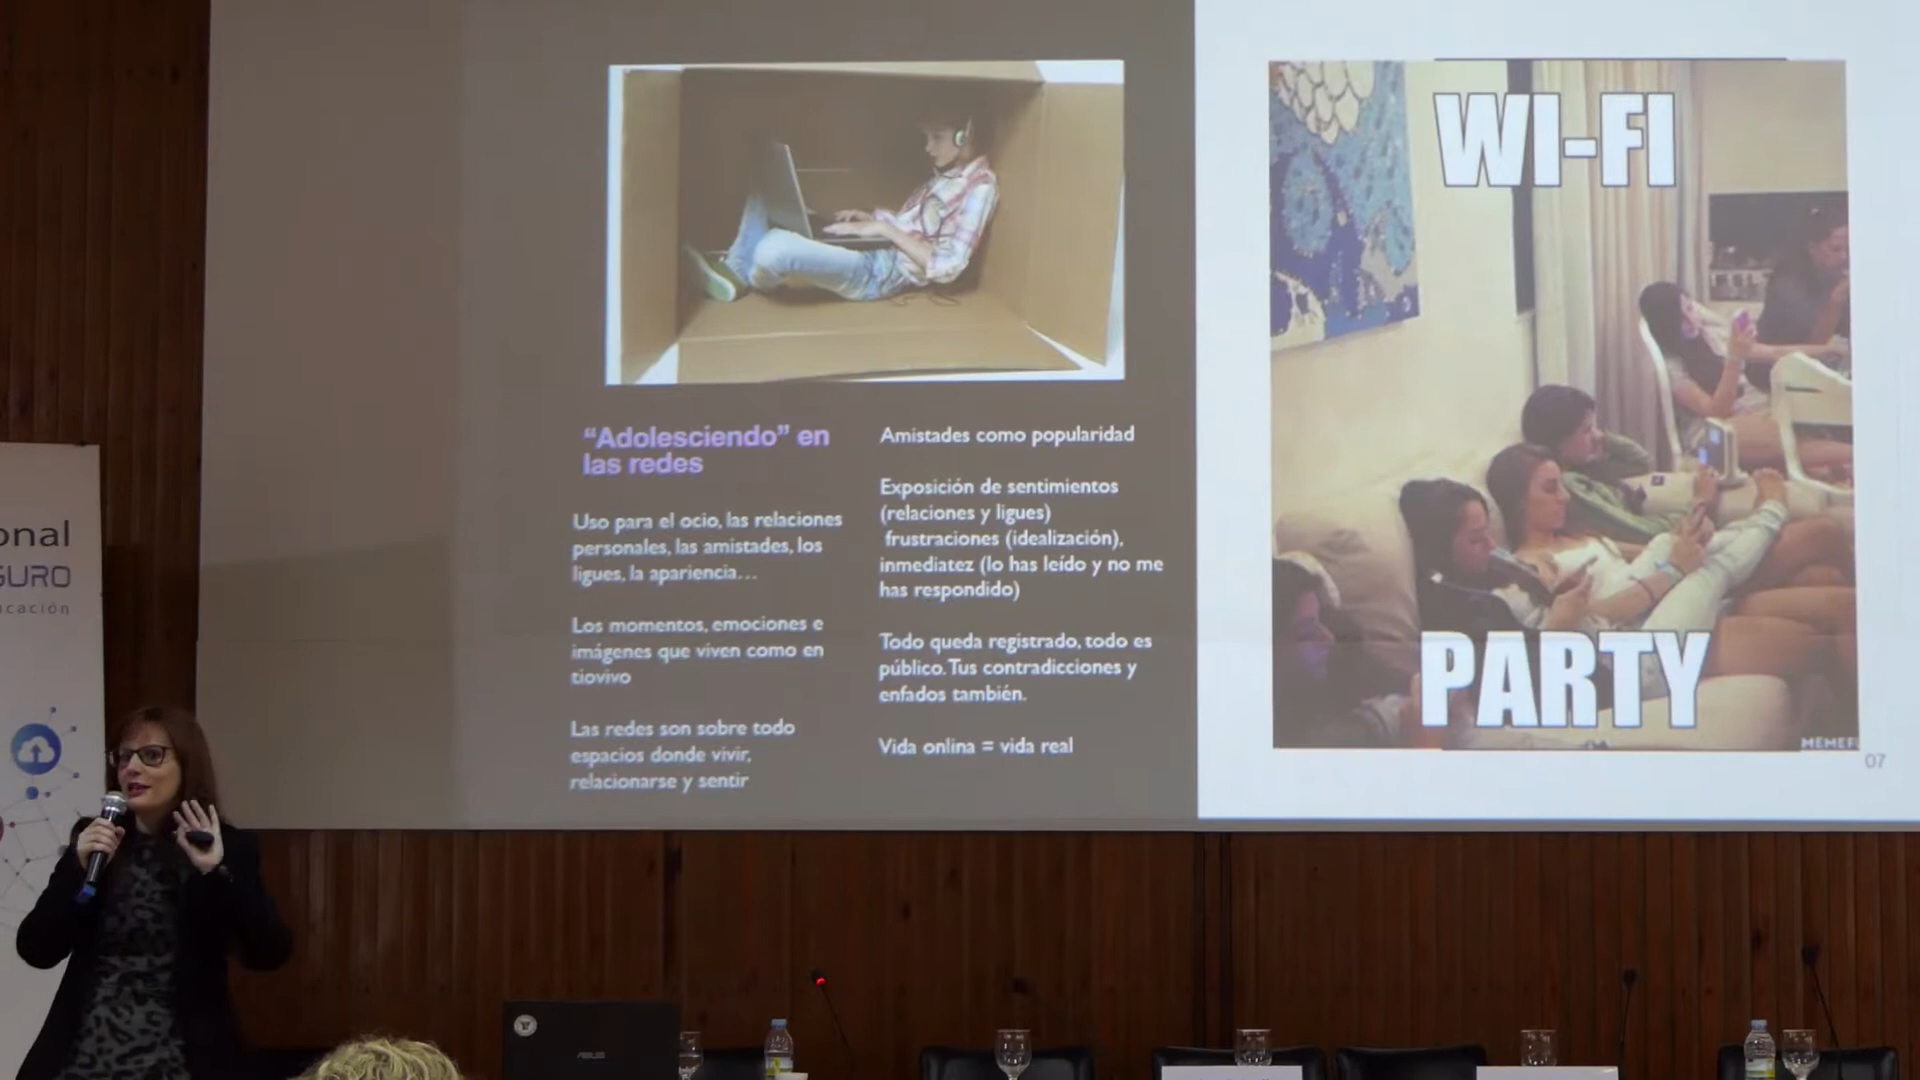 onal
GURO
cación
"Adolesciendo" en
las redes
Uso para el ocio, las relaciones
personales, las amistades, los
ligues, la apariencia...
Los momentos, emociones e
imágenes que viven como en
tiovivo
Las redes son sobre todo
espacios donde vivir,
relacionarse y sentir
Amistades como popularidad
Exposición de sentimientos
(relaciones y ligues)
frustraciones (idealización),
inmediatez (lo has leído y no me
has respondido)
Todo queda registrado, todo es
público. Tus contradicciones y
enfados también.
Vida onlina = vida real
WI-FI
PARTY
MEMEF
07
ASUS